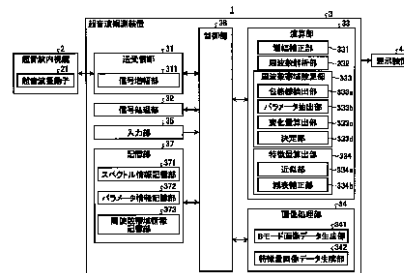 1
超音波観測装置
3
2
超音波内視鏡
21
超音波振動子
31
送受信部
311
信号増幅部
32
信号処理部
35
入力部
37
記憶部
371
スペクトル情報記憶部
372
パラメータ情報記憶部
373
周波数帯域情報
記憶部
36
制御部
33
演算部
331
増幅補正部
332
周波数解析部
333
周波数帯域設定部
333a
333b
パラメータ抽出部
333c
変化量算出部
333d
決定部
334
特徴量算出部
334a
近似部
334b
減衰補正部
34
画像処理部
341
Bモード画像データ生成部
342
特徴量画像データ生成部
4
表示装置